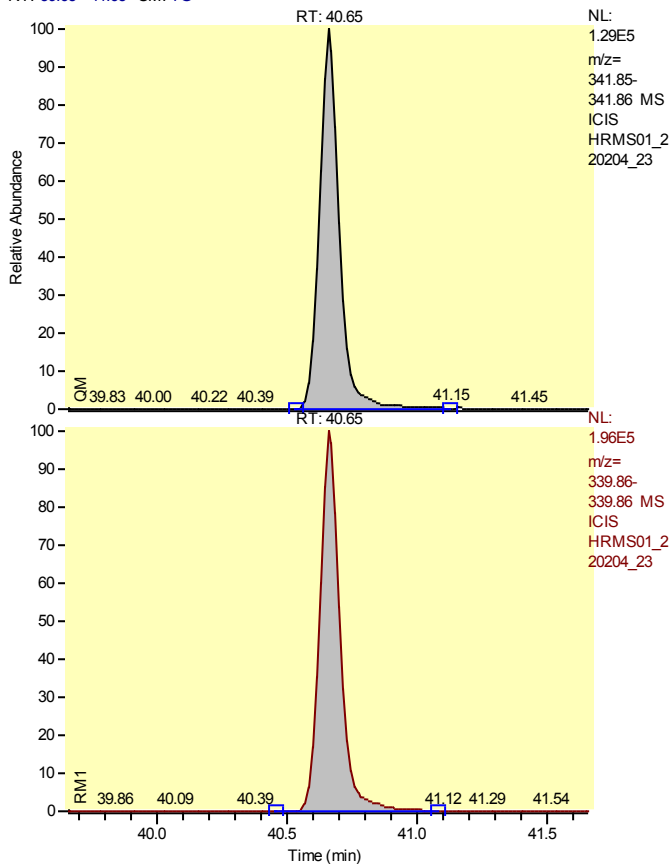 RT: 40.65
NL:
1.29E5
m/z=
341.85-
341.86 MS
ICIS
HRMS01_2
20204_23
100
90
80
70
60
50
40
30
20
10
0
Relative Abundance
QM
39.83 40.00 40.22 40.39 41.15 41.45
RT: 40.65
NL:
1.96E5
m/z=
339.86-
339.86 MS
ICIS
HRMS01_2
20204_23
100
90
80
70
60
50
40
30
20
10
0
RM1
39.86 40.09 40.39 41.12 41.29 41.54
40.0 40.5 41.0 41.5
Time (min)